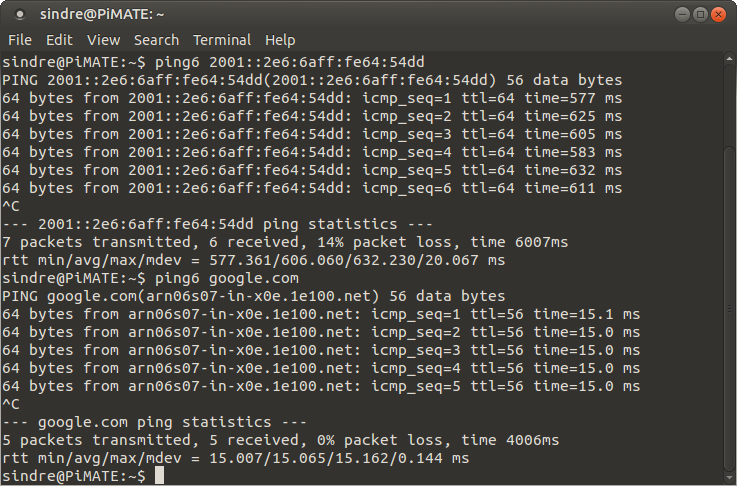 sindre@PiMATE: ~
File Edit View Search Terminal Help
sindre@PiMATE:~$ ping6 2001::2e6:6aff:fe64:54dd
PING 2001::2e6:6aff:fe64:54dd(2001::2e6:6aff:fe64:54dd) 56 data bytes
64 bytes from 2001::2e6:6aff:fe64:54dd: icmp_seq=1 ttl=64 time=577 ms
64 bytes from 2001::2e6:6aff:fe64:54dd: icmp_seq=2 ttl=64 time=625 ms
64 bytes from 2001::2e6:6aff:fe64:54dd: icmp_seq=3 ttl=64 time=605 ms
64 bytes from 2001::2e6:6aff:fe64:54dd: icmp_seq=4 ttl=64 time=583 ms
64 bytes from 2001::2e6:6aff:fe64:54dd: icmp_seq=5 ttl=64 time=632 ms
64 bytes from 2001::2e6:6aff:fe64:54dd: icmp_seq=6 ttl=64 time=611 ms
^C
--- 2001::2e6:6aff:fe64:54dd ping statistics ---
7 packets transmitted, 6 received, 14% packet loss, time 6007ms
rtt min/avg/max/mdev = 577.361/606.060/632.230/20.067 ms
sindre@PiMATE:~$ ping6 google.com
PING google.com(arn06s07-in-x0e.1e100.net) 56 data bytes
64 bytes from arn06s07-in-x0e.1e100.net: icmp_seq=1 ttl=56 time=15.1 ms
64 bytes from arn06s07-in-x0e.1e100.net: icmp_seq=2 ttl=56 time=15.0 ms
64 bytes from arn06s07-in-x0e.1e100.net: icmp_seq=3 ttl=56 time=15.0 ms
64 bytes from arn06s07-in-x0e.1e100.net: icmp_seq=4 ttl=56 time=15.0 ms
64 bytes from arn06s07-in-x0e.1e100.net: icmp_seq=5 ttl=56 time=15.0 ms
^C
--- google.com ping statistics ---
5 packets transmitted, 5 received, 0% packet loss, time 4006ms
rtt min/avg/max/mdev = 15.007/15.065/15.162/0.144 ms
sindre@PiMATE:~$